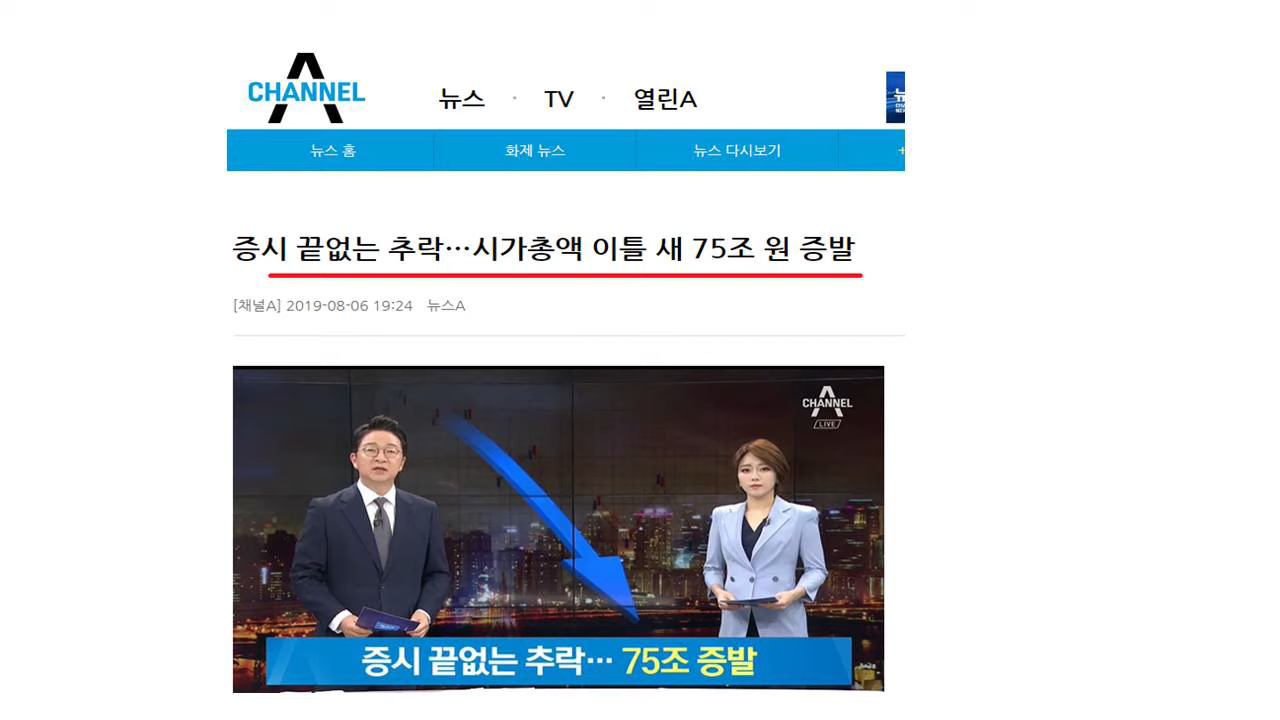 CHANNEL A
뉴스 · TV · 열린A
뉴스 홈 화제 뉴스 뉴스 다시보기 +
증시 끝없는 추락…시가총액 이틀 새 75조 원 증발
[채널A] 2019-08-06 19:24 뉴스A
CHANNEL A
LIVE
증시 끝없는 추락… 75조 증발